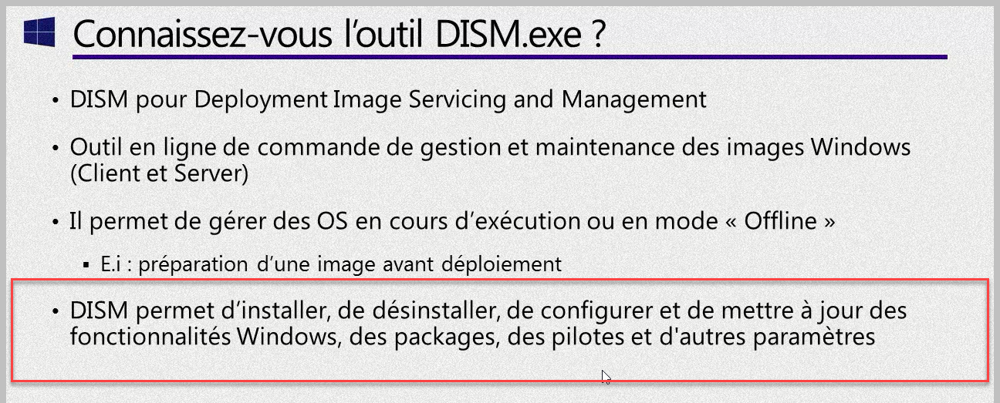 Connaissez-vous l’outil DISM.exe ?
• DISM pour Deployment Image Servicing and Management
• Outil en ligne de commande de gestion et maintenance des images Windows
(Client et Server)
• Il permet de gérer des OS en cours d’exécution ou en mode « Offline »
▪ E.i : préparation d’une image avant déploiement
• DISM permet d’installer, de désinstaller, de configurer et de mettre à jour des
fonctionnalités Windows, des packages, des pilotes et d'autres paramètres